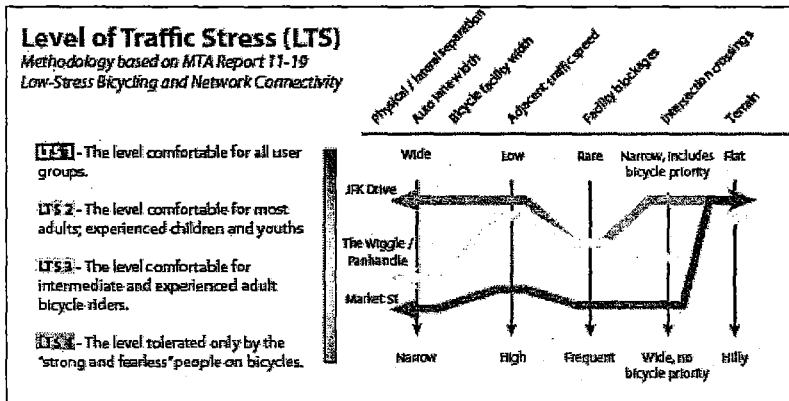 Level of Traffic Stress (LTS)
Methodology based on MTA Report 11-19
Low-Stress Bicycling and Network Connectivity
LTS 1 - The level comfortable for all user
groups.
LTS 2 - The level comfortable for most
adults; experienced children and youths
LTS 3 - The level comfortable for
intermediate and experienced adult
bicycle riders.
LTS 4 - The level tolerated only by the
"strong and fearless" people on bicycles.
Physical / lateral separation
Auto lane width
Bicycle facility width
Adjacent traffic speed
Facility blockages
Intersection crossings
Terrain
Wide
Low
Rare
Narrow, includes
bicycle priority
Flat
JFK Drive
The Wiggle /
Panhandle
Market St
Narrow
High
Frequent
Wide, no
bicycle priority
Hilly